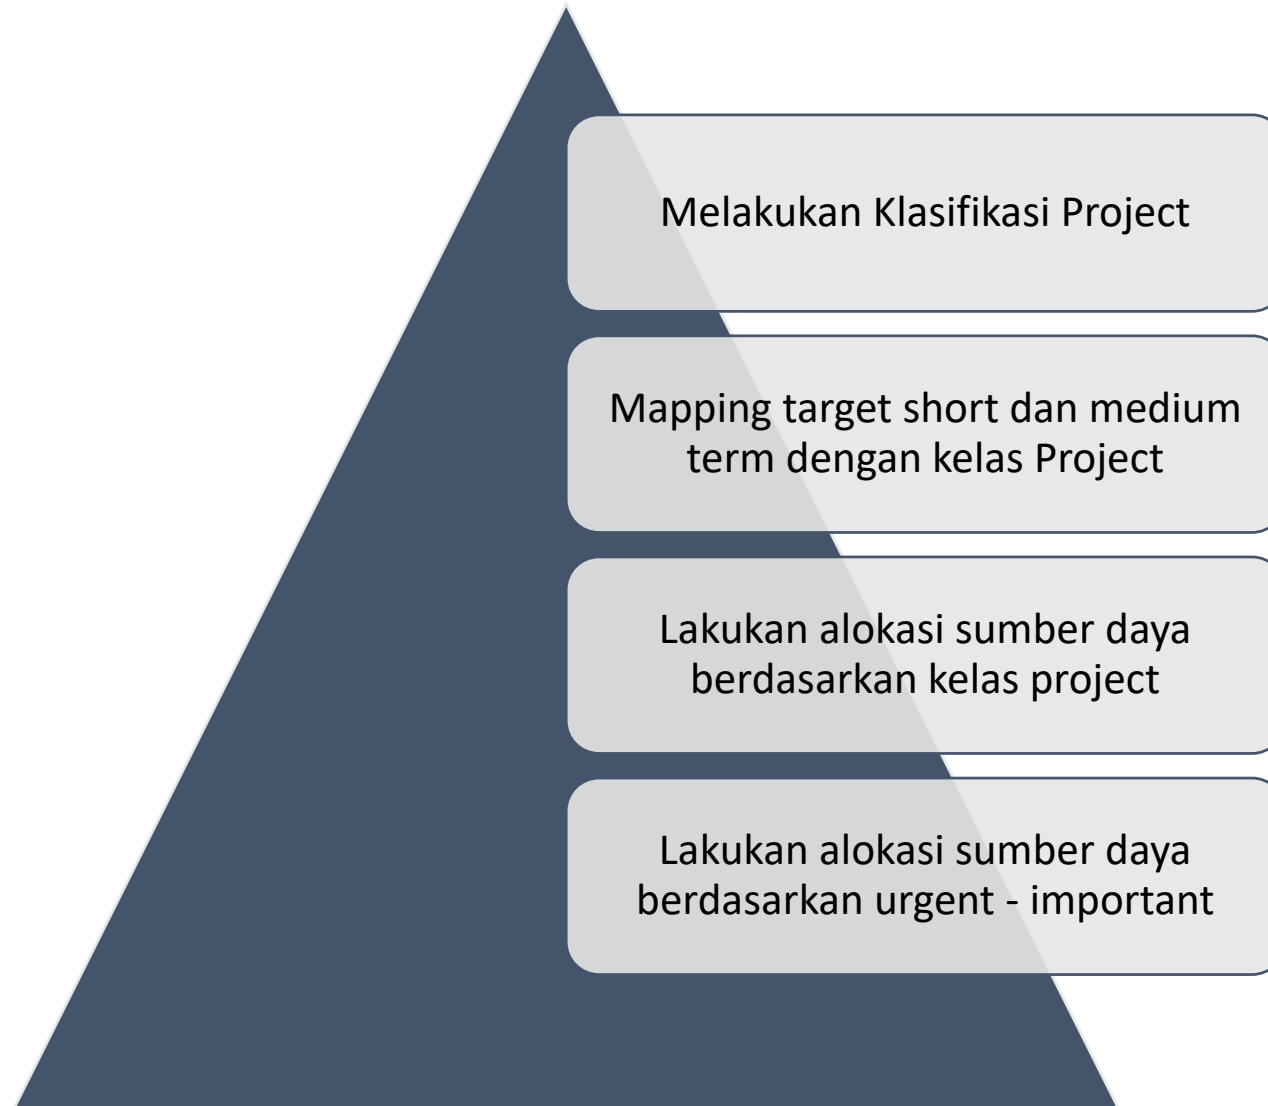 Melakukan Klasifikasi Project
Mapping target short dan medium
term dengan kelas Project
Lakukan alokasi sumber daya
berdasarkan kelas project
Lakukan alokasi sumber daya
berdasarkan urgent - important